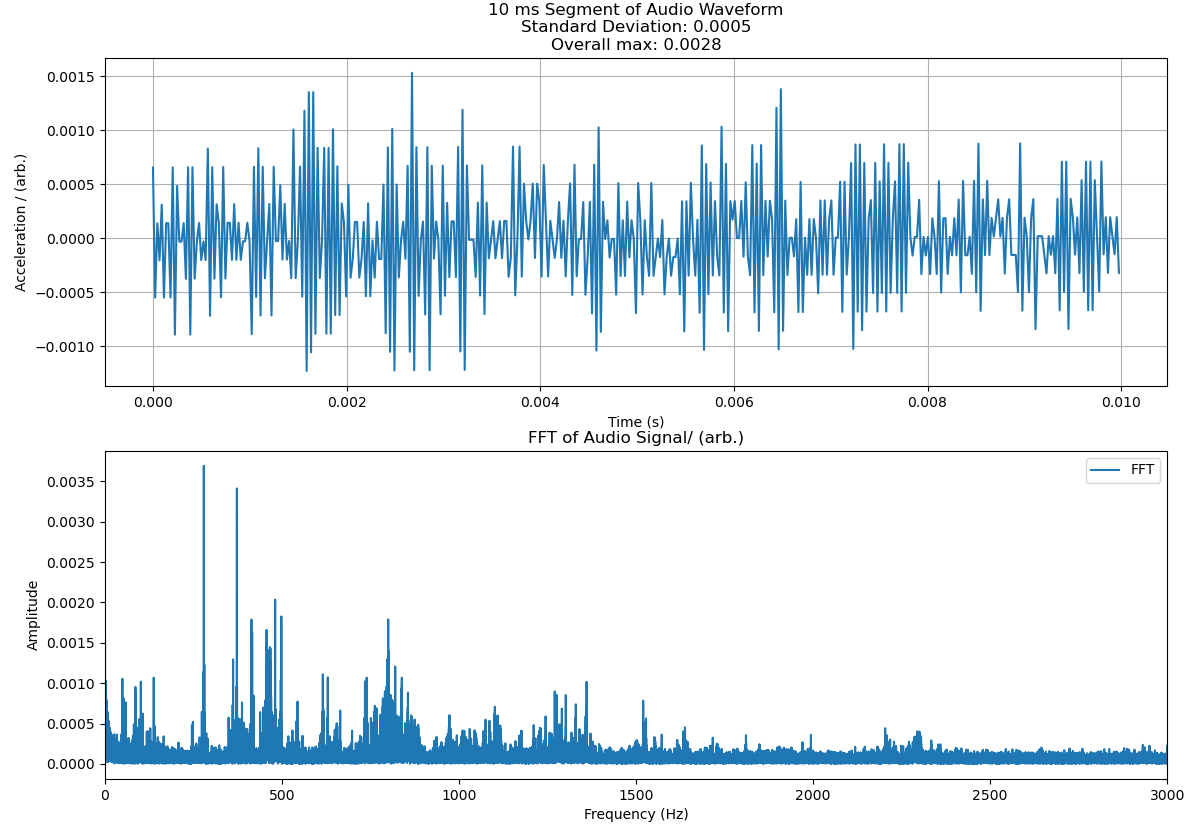 10 ms Segment of Audio Waveform
Standard Deviation: 0.0005
Overall max: 0.0028
0.0015
0.0010
0.0005
0.0000
−0.0005
−0.0010
Acceleration / (arb.)
0.000 0.002 0.004 0.006 0.008 0.010
Time (s)
FFT of Audio Signal/ (arb.)
FFT
0.0035
0.0030
0.0025
0.0020
0.0015
0.0010
0.0005
0.0000
Amplitude
0 500 1000 1500 2000 2500 3000
Frequency (Hz)